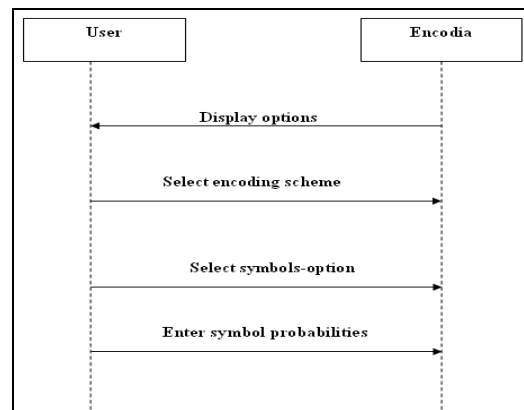 User
Encodia
Display options
Select encoding scheme
Select symbols-option
Enter symbol probabilities